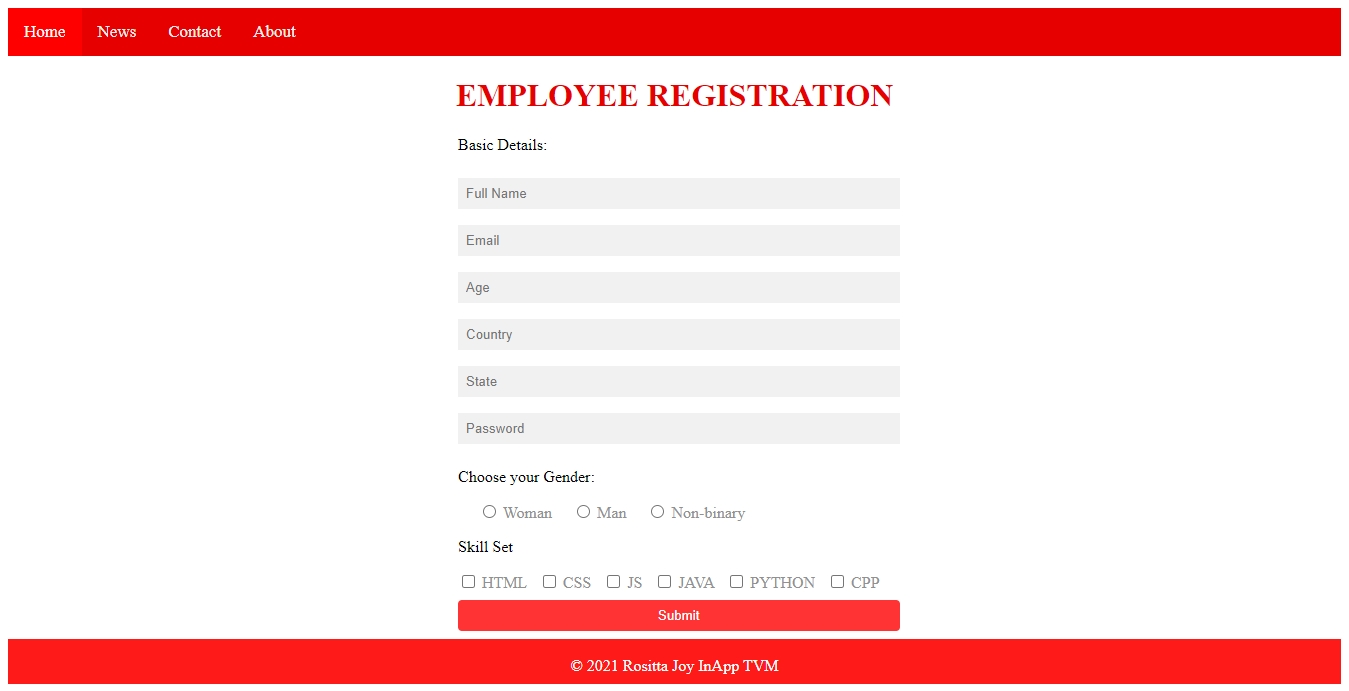 Home News Contact About
EMPLOYEE REGISTRATION
Basic Details:
Full Name
Email
Age
Country
State
Password
Choose your Gender:
Woman Man Non-binary
Skill Set
HTML CSS JS JAVA PYTHON CPP
Submit
© 2021 Rositta Joy InApp TVM